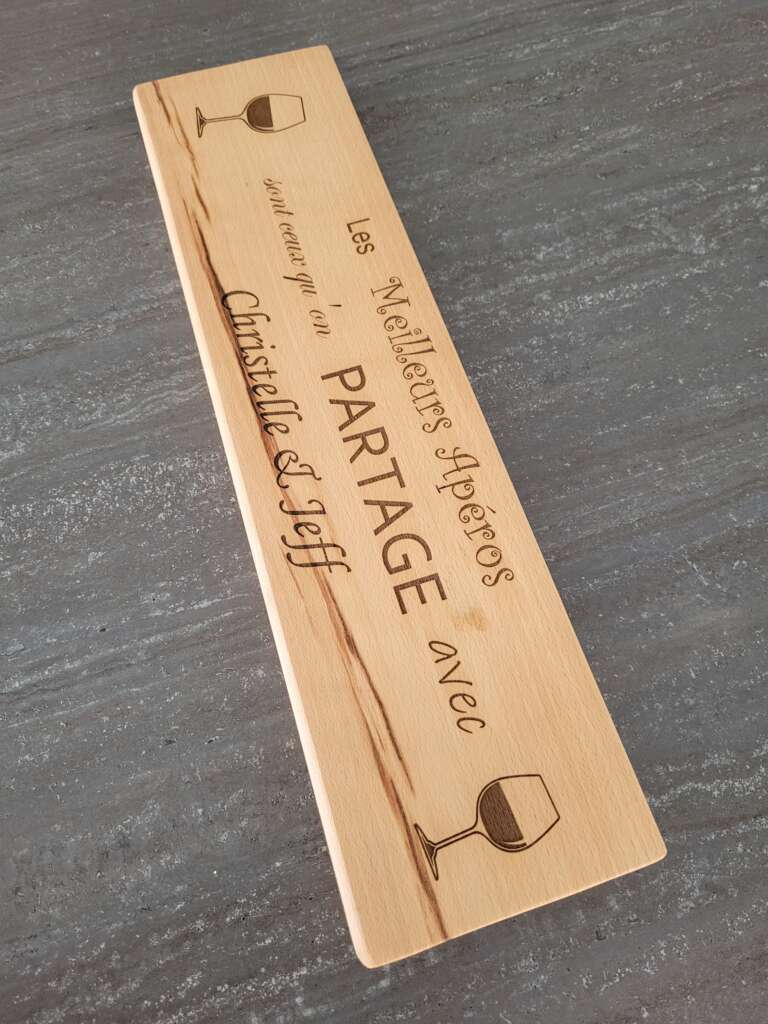 Les Meilleurs Apéros
sont ceux qu'on PARTAGE avec
Christelle & Jeff